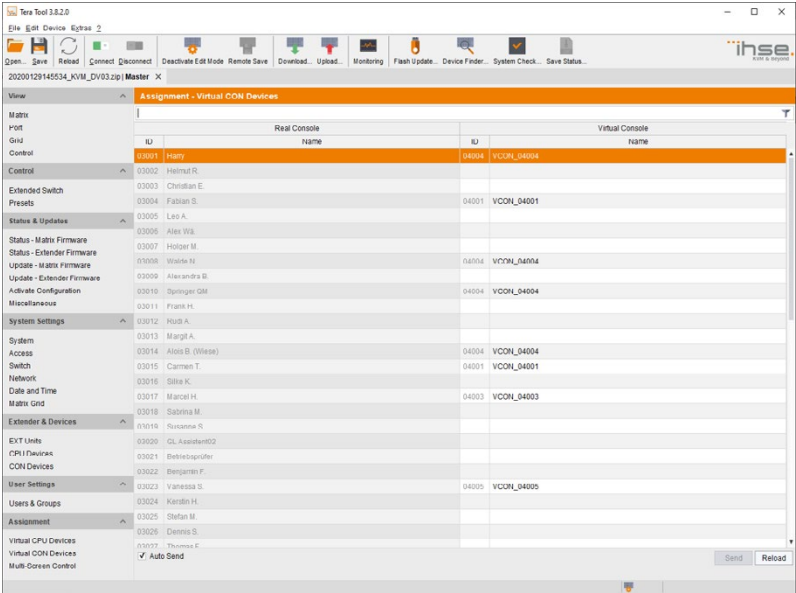 Tera Tool 3.8.2.0
File Edit Device Extras ?
Open... Save Reload Connect Disconnect Deactivate Edit Mode Remote Save Download... Upload... Monitoring Flash Update... Device Finder... System Check... Save Status...
ihse.
KVM & beyond
20200129145534_KVM_DV03.zip | Master
View
Assignment - Virtual CON Devices
Matrix
Port
Grid
Control
Control
Extended Switch
Presets
Status & Updates
Status - Matrix Firmware
Status - Extender Firmware
Update - Matrix Firmware
Update - Extender Firmware
Activate Configuration
Miscellaneous
System Settings
System
Access
Switch
Network
Date and Time
Matrix Grid
Extender & Devices
EXT Units
CPU Devices
CON Devices
User Settings
Users & Groups
Assignment
Virtual CPU Devices
Virtual CON Devices
Multi-Screen Control
Real Console Virtual Console
ID Name ID Name
03001 Harry 04004 VCON_04004
03002 Helmut R.
03003 Christian E.
03004 Fabian S. 04001 VCON_04001
03005 Leo A.
03006 Alex Wä.
03007 Holger M.
03008 Walde N. 04004 VCON_04004
03009 Alexandra B.
03010 Springer GM 04004 VCON_04004
03011 Frank H.
03012 Rudi A.
03013 Margit A.
03014 Alois B. (Wiese) 04004 VCON_04004
03015 Carmen T. 04001 VCON_04001
03016 Silke K.
03017 Marcel H. 04003 VCON_04003
03018 Sabrina M.
03019 Susanne S.
03020 GL Assistent02
03021 Betriebsprüfer
03022 Benjamin F.
03023 Vanessa S. 04005 VCON_04005
03024 Kerstin H.
03025 Stefan M.
03026 Dennis S.
03027 Thomas F.
Auto Send Send Reload